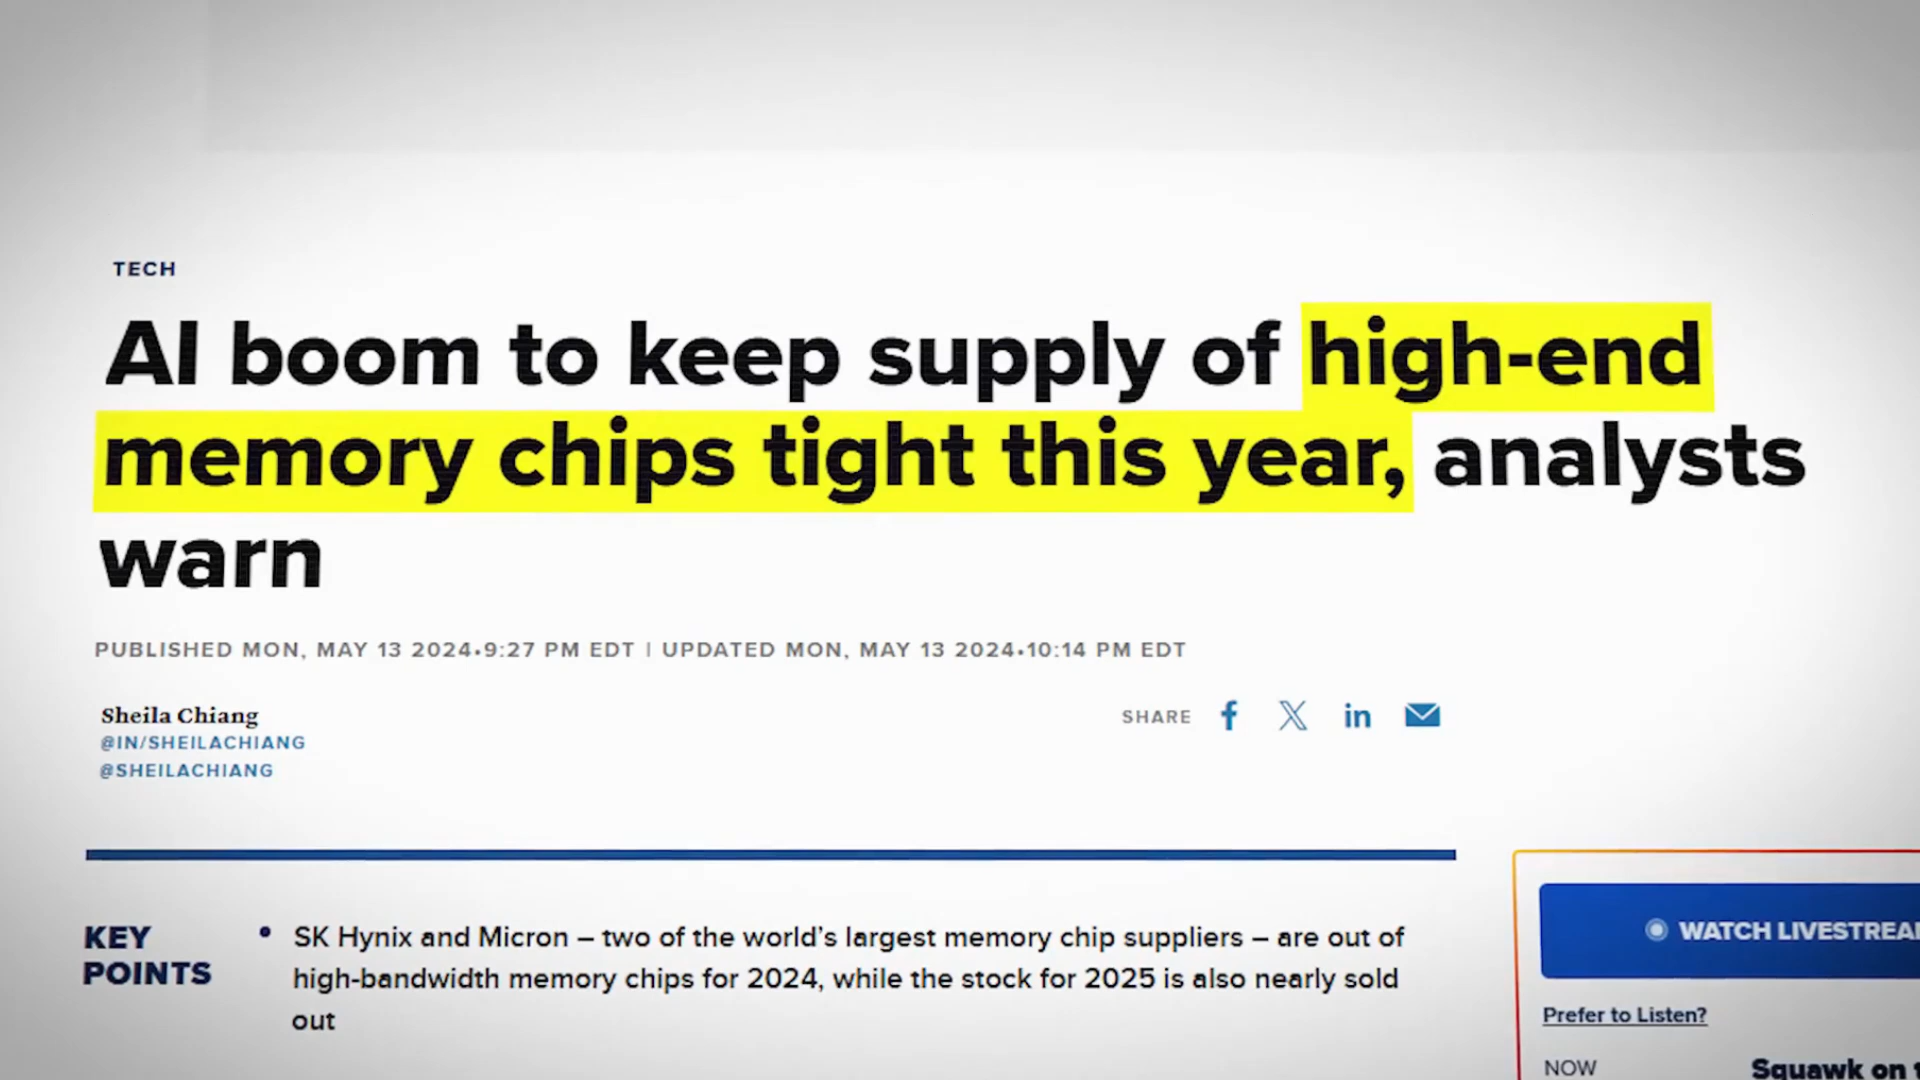 TECH
AI boom to keep supply of high-end
memory chips tight this year, analysts
warn
PUBLISHED MON, MAY 13 2024•9:27 PM EDT | UPDATED MON, MAY 13 2024•10:14 PM EDT
Sheila Chiang
@IN/SHEILACHIANG
@SHEILACHIANG
SHARE
KEY
POINTS
• SK Hynix and Micron – two of the world’s largest memory chip suppliers – are out of
high-bandwidth memory chips for 2024, while the stock for 2025 is also nearly sold
out
WATCH
Prefer to Listen?
NOW
Squawk on